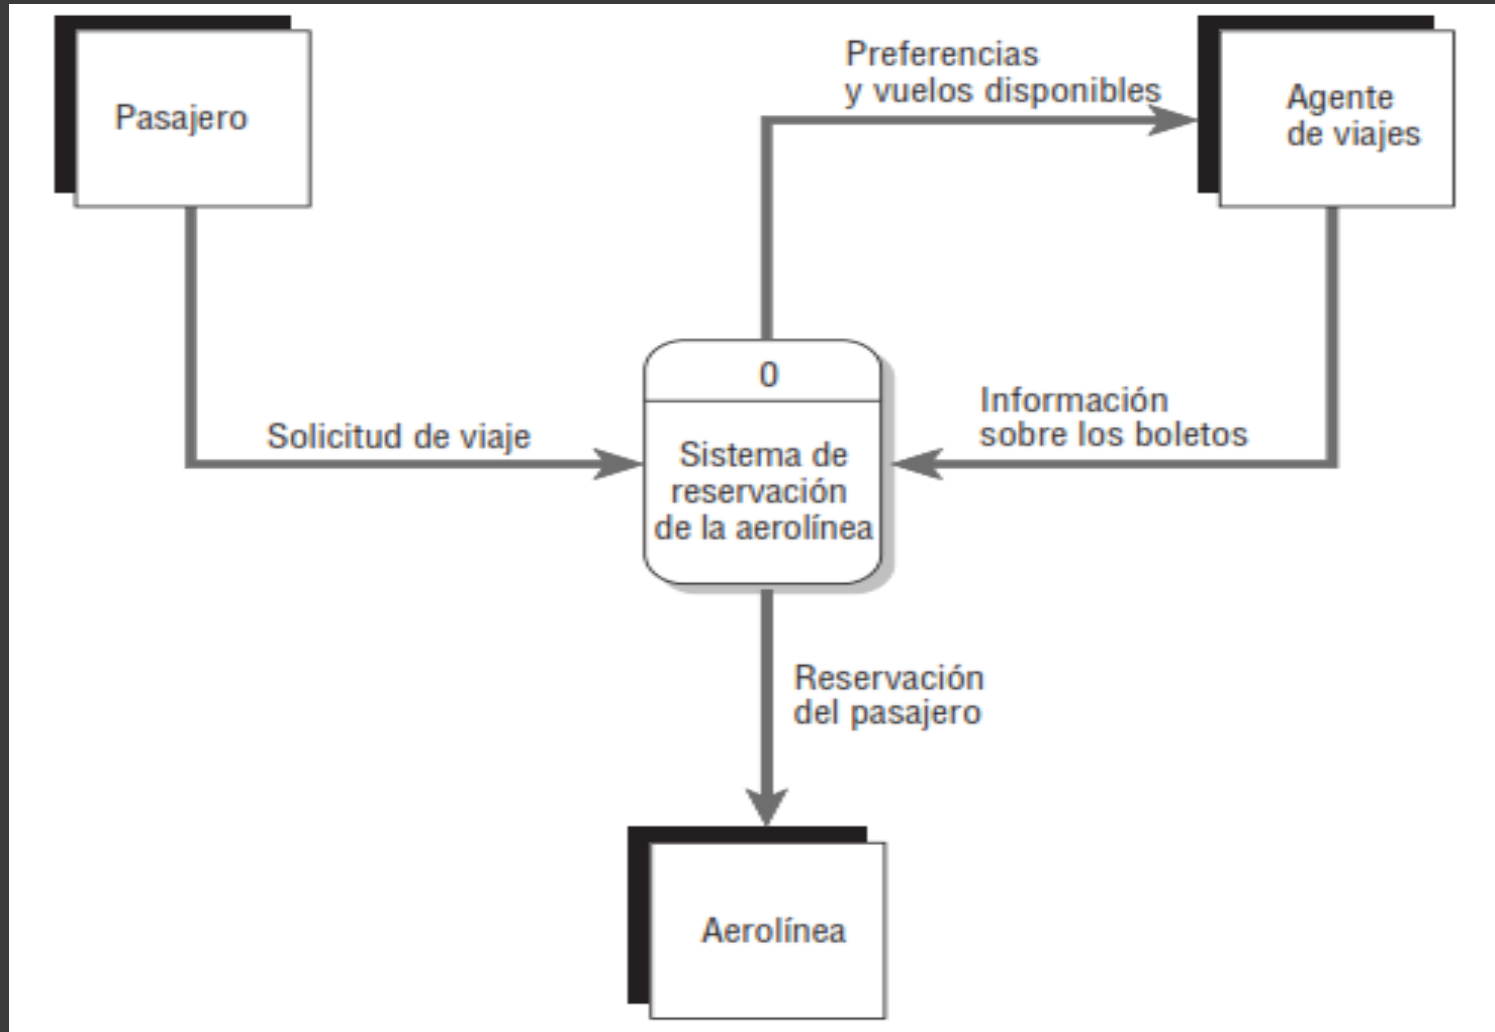 Pasajero
Preferencias
y vuelos disponibles
Agente
de viajes
0
Sistema de
reservación
de la aerolínea
Solicitud de viaje
Información
sobre los boletos
Reservación
del pasajero
Aerolínea